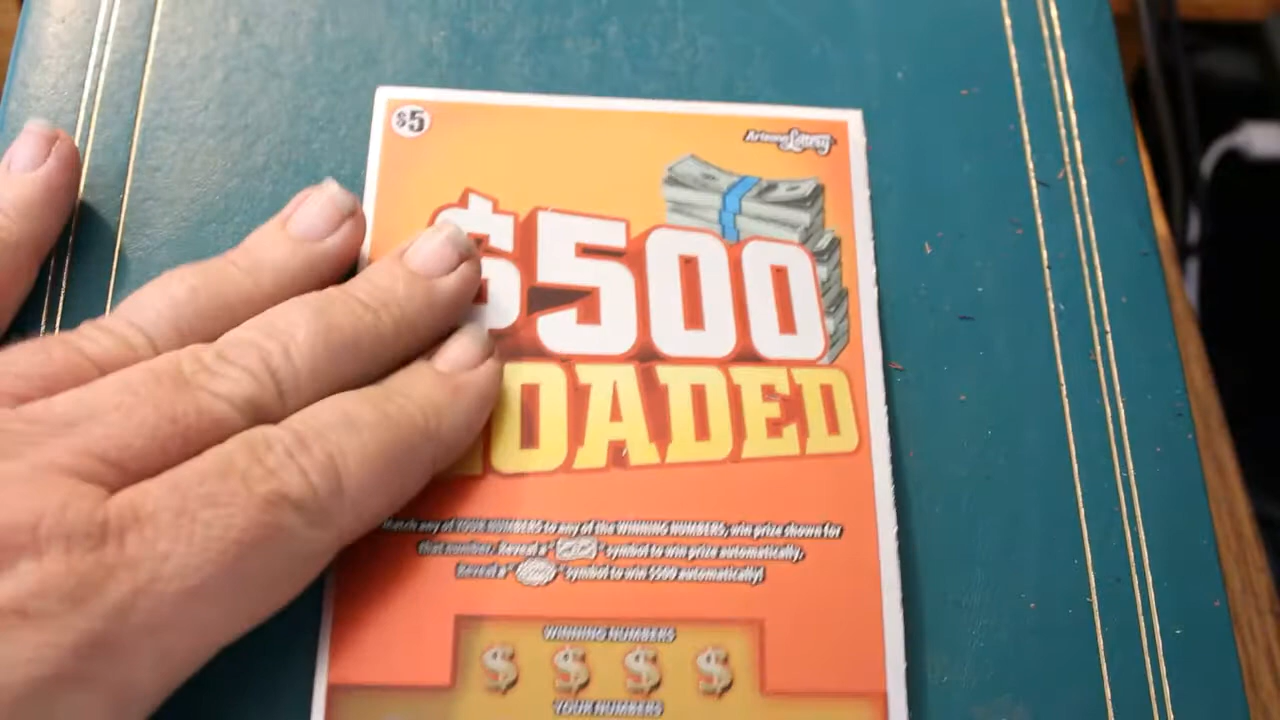 $5
Arizona Lottery
$500
OADED
Match any of YOUR NUMBERS to any of the WINNING NUMBERS, win prize shown for
that number. Reveal a " " symbol to win prize automatically.
Reveal a " " symbol to win $500 automatically!
WINNING NUMBERS
$ $ $ $
YOUR NUMBERS